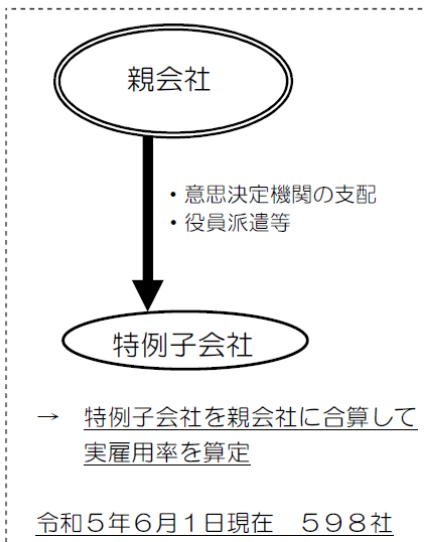 親会社
・意思決定機関の支配
・役員派遣等
特例子会社
→　特例子会社を親会社に合算して
実雇用率を算定
令和５年６月１日現在　５９８社